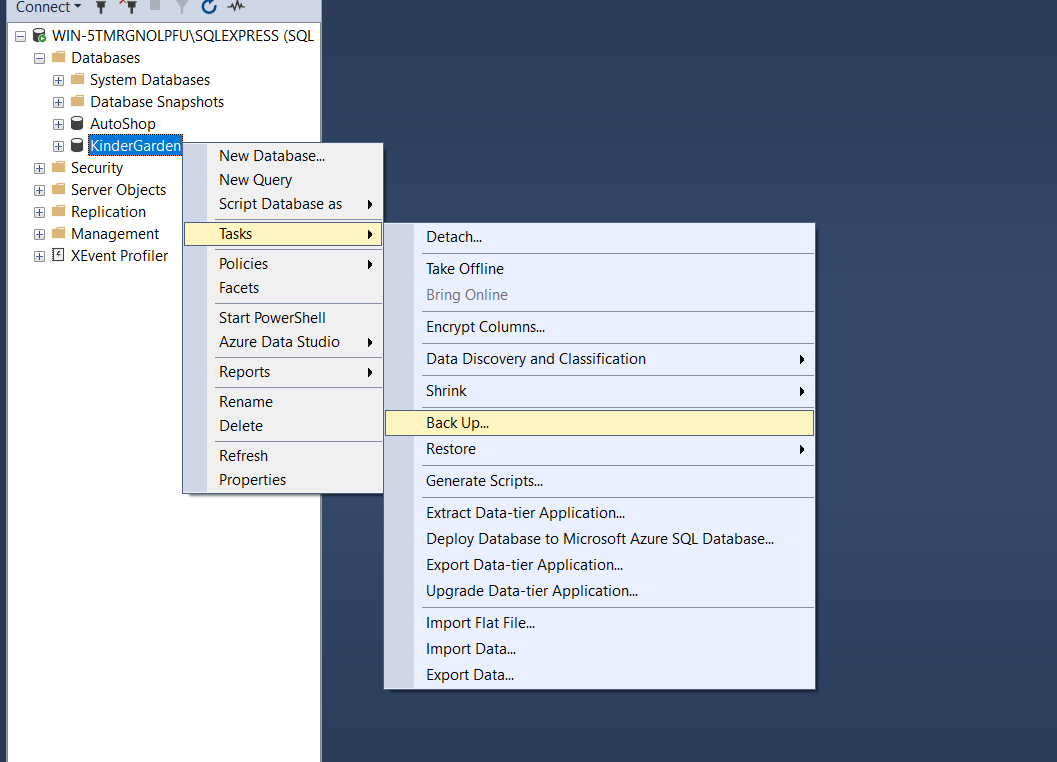 Connect
WIN-5TMRGNOLPFU\SQLEXPRESS (SQL
Databases
System Databases
Database Snapshots
AutoShop
KinderGarden
Security
Server Objects
Replication
Management
XEvent Profiler
New Database...
New Query
Script Database as
Tasks
Policies
Facets
Start PowerShell
Azure Data Studio
Reports
Rename
Delete
Refresh
Properties
Detach...
Take Offline
Bring Online
Encrypt Columns...
Data Discovery and Classification
Shrink
Back Up...
Restore
Generate Scripts...
Extract Data-tier Application...
Deploy Database to Microsoft Azure SQL Database...
Export Data-tier Application...
Upgrade Data-tier Application...
Import Flat File...
Import Data...
Export Data...